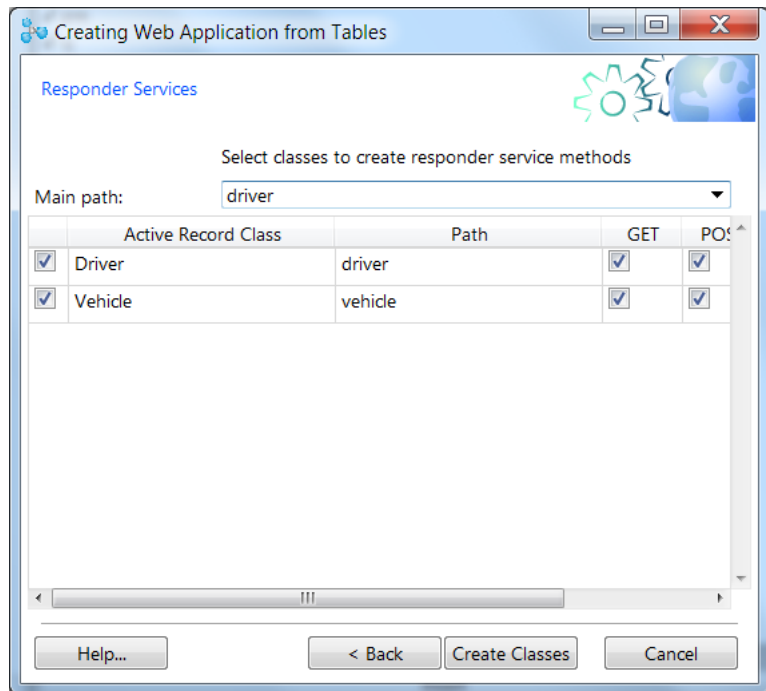 Creating Web Application from Tables
Responder Services
Select classes to create responder service methods
Main path: driver
Active Record Class Path GET POS
Driver driver
Vehicle vehicle
Help... < Back Create Classes Cancel